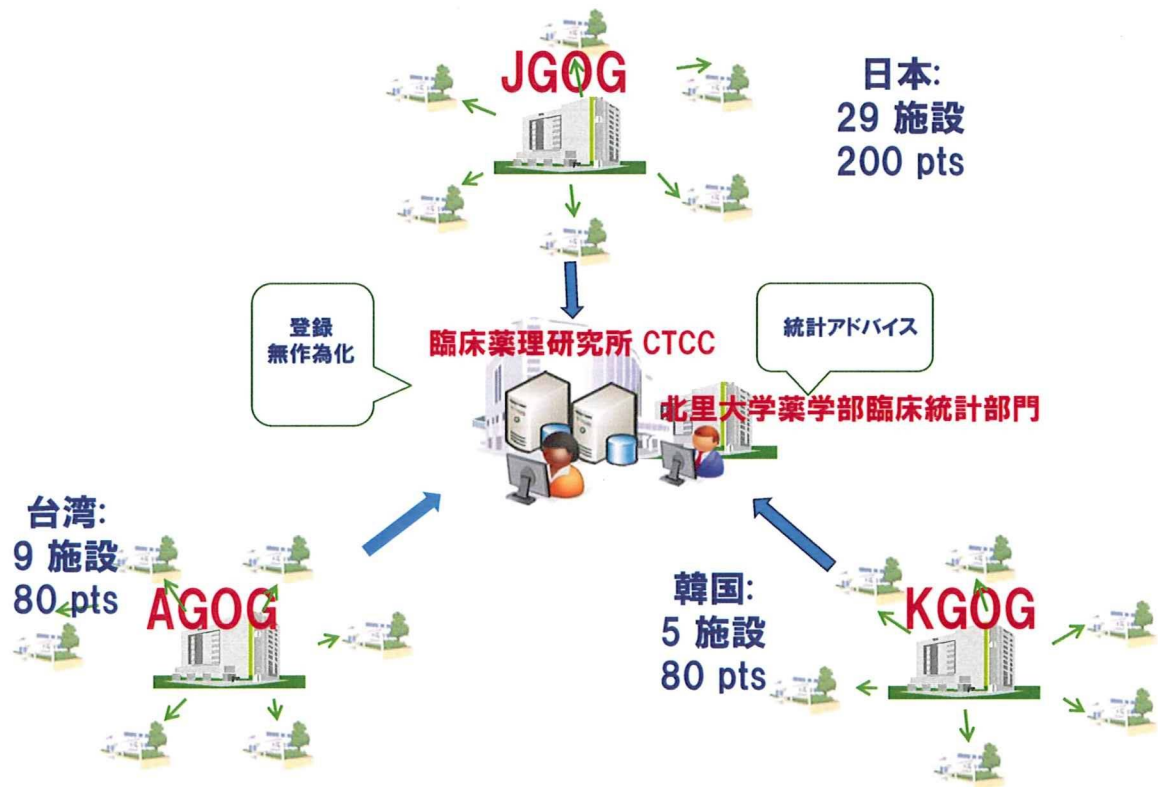 JGOG
日本:
29 施設
200 pts
登録
無作為化
臨床薬理研究所 CTCC
統計アドバイス
北里大学薬学部臨床統計部門
台湾:
9 施設
80 pts
AGOG
韓国:
5 施設
80 pts
KGOG